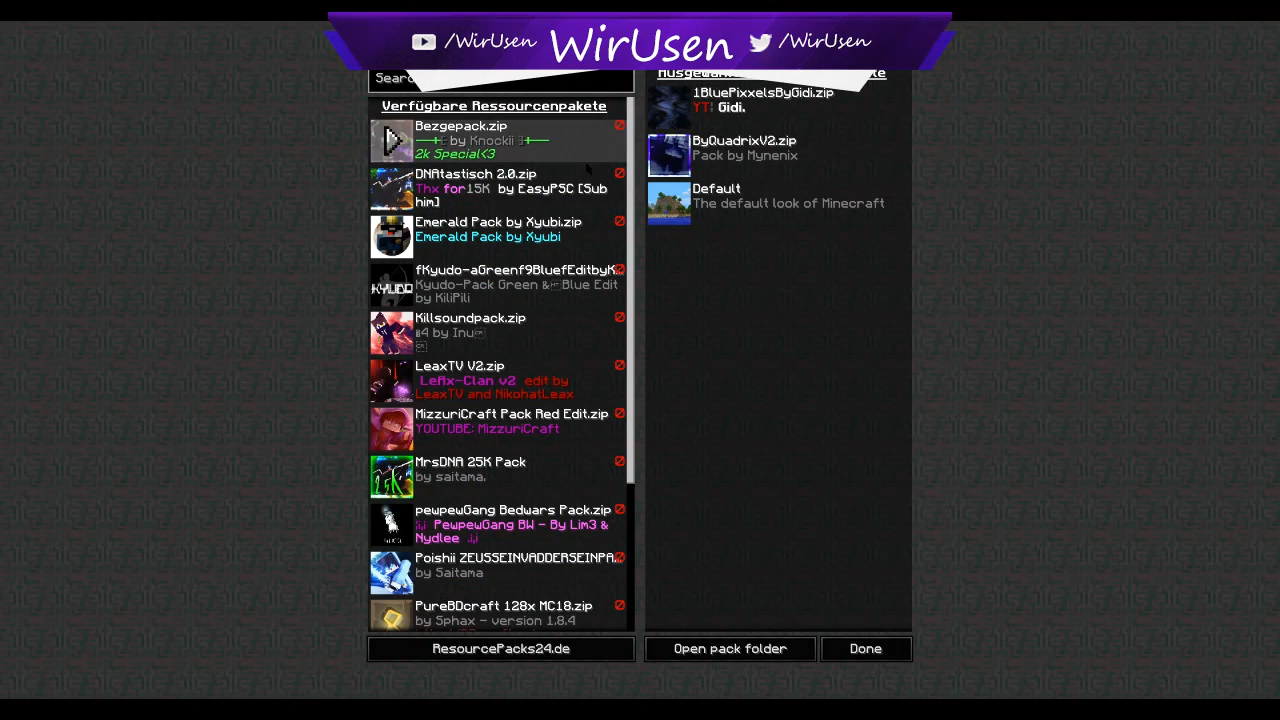 /WirUsen WirUsen /WirUsen
Searc
Verfügbare Ressourcenpakete
Bezgepack.zip
by Knockii
2k Special<3
DNAtastisch 2.0.zip
Thx for 15K by EasyPSC [Sub
him]
Emerald Pack by Xyubi.zip
Emerald Pack by Xyubi
fKyudo-aGreenf9BluefEditbyK...
Kyudo-Pack Green & Blue Edit
by KiliPili
Killsoundpack.zip
4 by Inu
LeaxTV V2.zip
LeAx-Clan v2 edit by
LeaxTV and NikohatLeax
MizzuriCraft Pack Red Edit.zip
YOUTUBE: MizzuriCraft
MrsDNA 25K Pack
by saitama.
pewpewGang Bedwars Pack.zip
PewpewGang BW - By Lim3 &
Nydlee
Poishii ZEUSSEINVADDERSEINPA...
by Saitama
PureBDcraft 128x MC18.zip
by Sphax - version 1.8.4
ResourcePacks24.de
1BluePixxelsByGidi.zip
YT: Gidi.
ByQuadrixV2.zip
Pack by Mynenix
Default
The default look of Minecraft
Open pack folder
Done